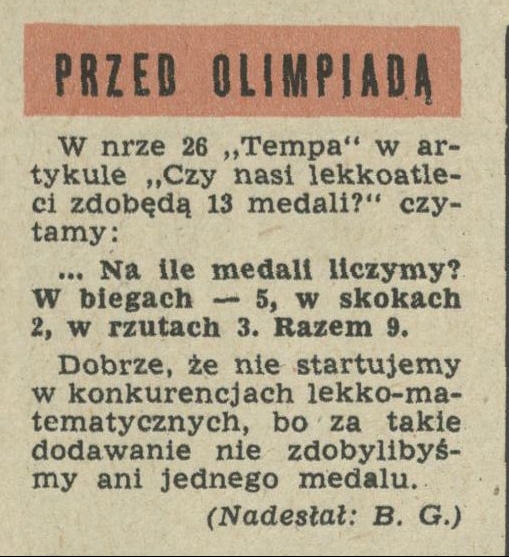 PRZED OLIMPIADĄ
W nrze 26 „Tempa“ w ar-
tykule „Czy nasi lekkoatle-
ci zdobędą 13 medali?“ czy-
tamy:
... Na ile medali liczymy?
W biegach — 5, w skokach
2, w rzutach 3. Razem 9.
Dobrze, że nie startujemy
w konkurencjach lekko-ma-
tematycznych, bo za takie
dodawanie nie zdobylibyś-
my ani jednego medalu.
(Nadesłał: B. G.)